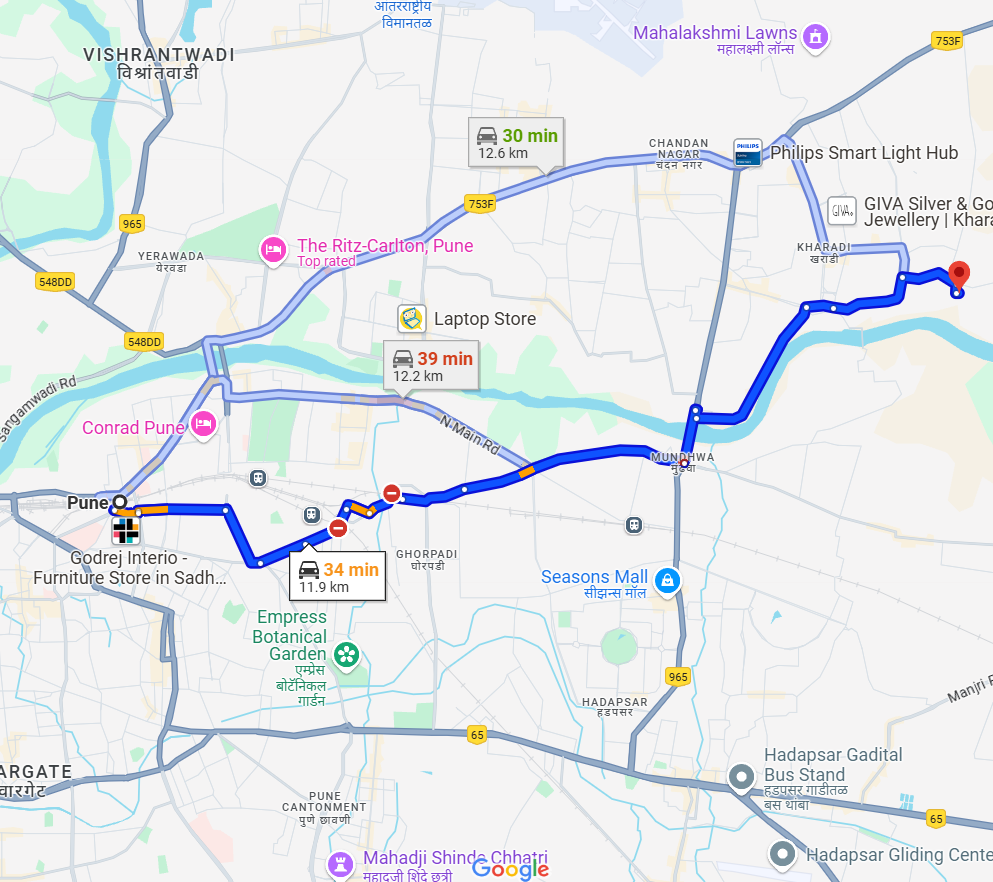 आंतरराष्ट्रीय
विमानतळ
Mahalakshmi Lawns
महालक्ष्मी लॉन्स
753F
VISHRANTWADI
विश्रांतवाडी
30 min
12.6 km
CHANDAN
NAGAR
चंदन नगर
PHILIPS
Philips Smart Light Hub
753F
GIVA
GIVA Silver & Go
Jewellery | Khara
965
The Ritz-Carlton, Pune
Top rated
YERAWADA
येरवडा
KHARADI
खराडी
548DD
Laptop Store
548DD
39 min
12.2 km
Sangamwadi Rd
Conrad Pune
N Main Rd
MUNDHWA
मुंढवा
Pune
Godrej Interio -
Furniture Store in Sadh...
GHORPADI
घोरपडी
34 min
11.9 km
Seasons Mall
सीझन्स मॉल
Empress
Botanical
Garden
एम्प्रेस
बोटॅनिकल
गार्डन
965
Manjri R
HADAPSAR
हडपसर
65
ARGATE
वारगेट
Hadapsar Gadital
Bus Stand
हडपसर गाडीतळ
बस थांबा
PUNE
CANTONMENT
पुणे छावणी
65
Mahadji Shinde Chhatri
महादजी शिंदे छत्री
Google
Hadapsar Gliding Cente